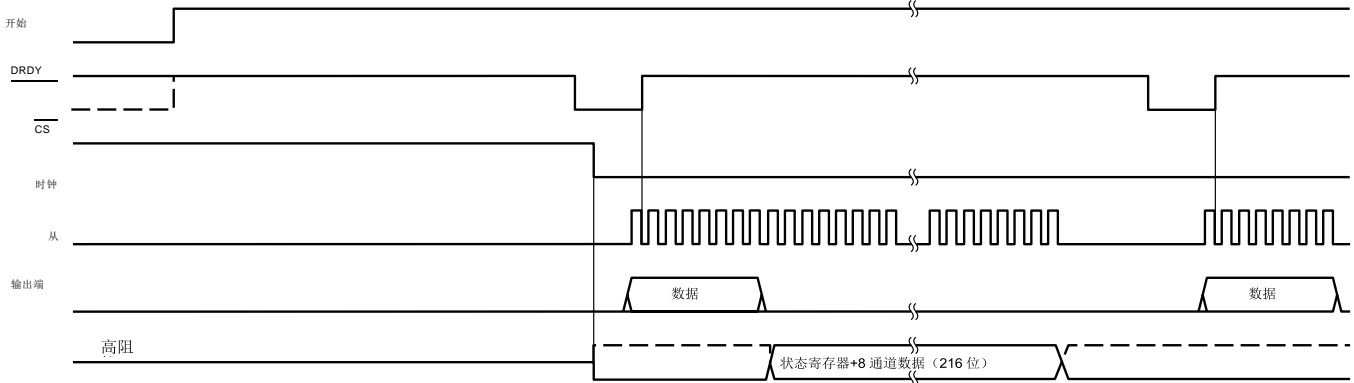 开始
DRDY
CS
时钟
从
输出端
数据
数据
高阻
状态寄存器+8 通道数据（216 位）